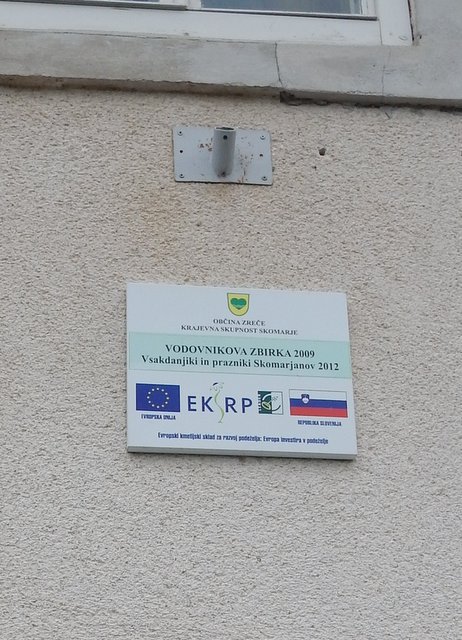 OBČINA ZREČE
KRAJEVNA SKUPNOST SKOMARJE
VODOVNIKOVA ZBIRKA 2009
Vsakdanjiki in prazniki Skomarjanov 2012
EKSRP
EVROPSKA UNIJA
REPUBLIKA SLOVENIJA
Evropski kmetijski sklad za razvoj podeželja: Evropa investira v podeželje